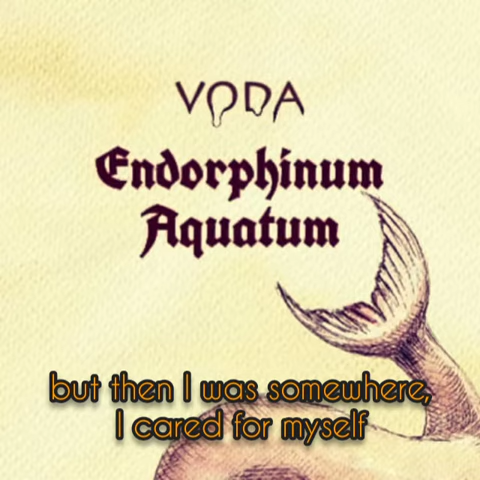 VODA
Endorphinum
Aquatum
but then I was somewhere,
I cared for myself